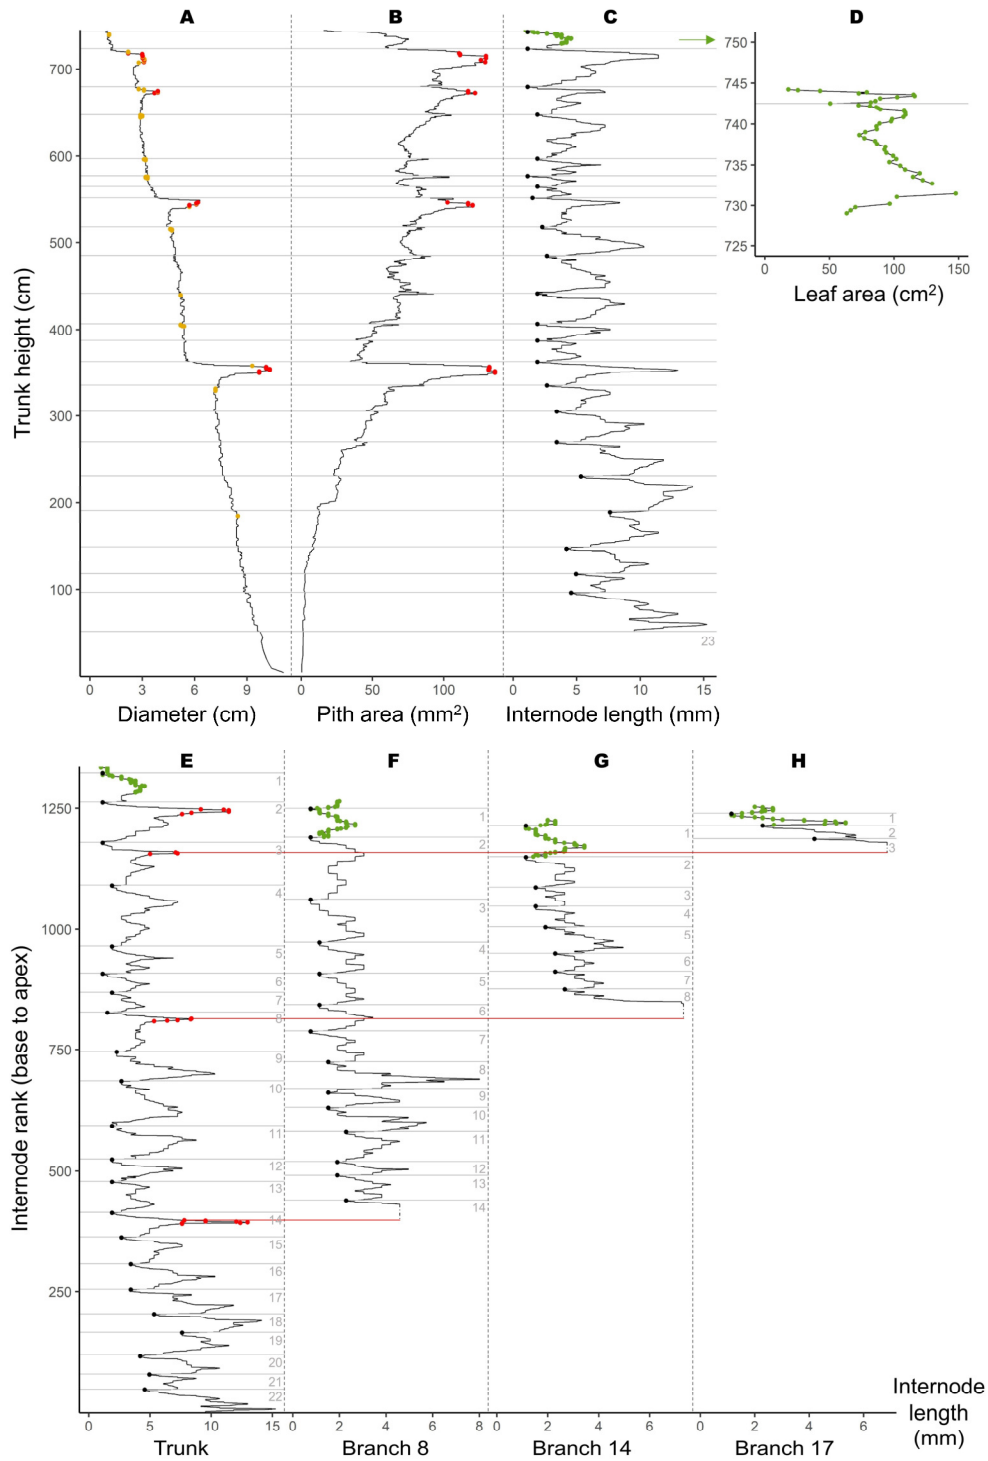 A B C D
700
600
500
400
300
200
100
Trunk height (cm)
23
0 3 6 9
0 50 100
0 5 10 15
Diameter (cm)
Pith area (mm²)
Internode length (mm)
750
745
740
735
730
725
0 50 100 150
Leaf area (cm²)
E F G H
1250
1000
750
500
250
Internode rank (base to apex)
1
2
3
4
5
6
7
8
9
10
11
12
13
14
15
16
17
18
19
20
21
22
1
2
3
4
5
6
7
8
9
10
11
12
13
14
1
2
3
4
5
6
7
8
1
2
3
0 5 10 15
0 2 4 6 8
0 2 4 6
0 2 4 6
Trunk
Branch 8
Branch 14
Branch 17
Internode
length
(mm)